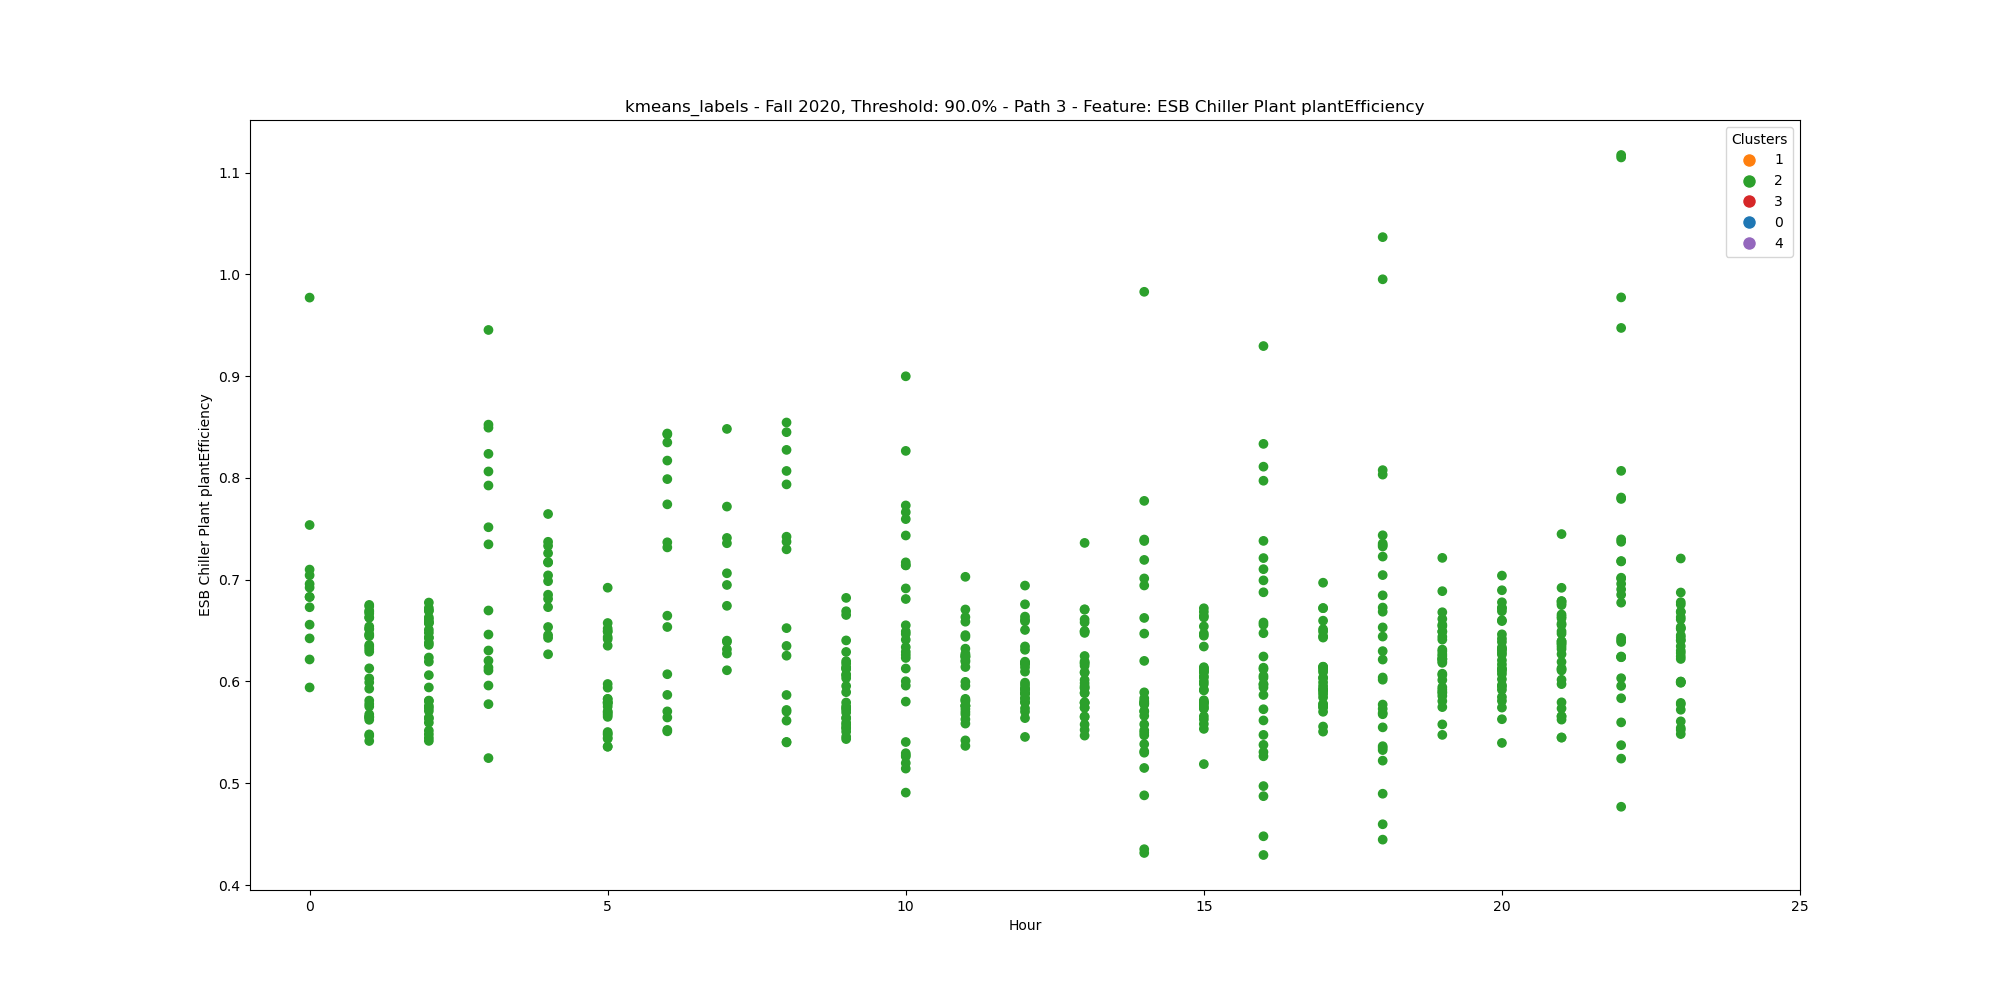 kmeans_labels - Fall 2020, Threshold: 90.0% - Path 3 - Feature: ESB Chiller Plant plantEfficiency
Clusters
1
2
3
0
4
ESB Chiller Plant plantEfficiency
1.1
1.0
0.9
0.8
0.7
0.6
0.5
0.4
0 5 10 15 20 25
Hour